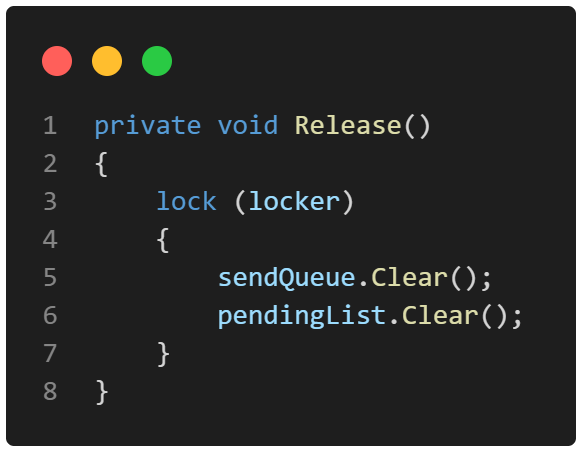 1 private void Release()
2 {
3     lock (locker)
4     {
5         sendQueue.Clear();
6         pendingList.Clear();
7     }
8 }